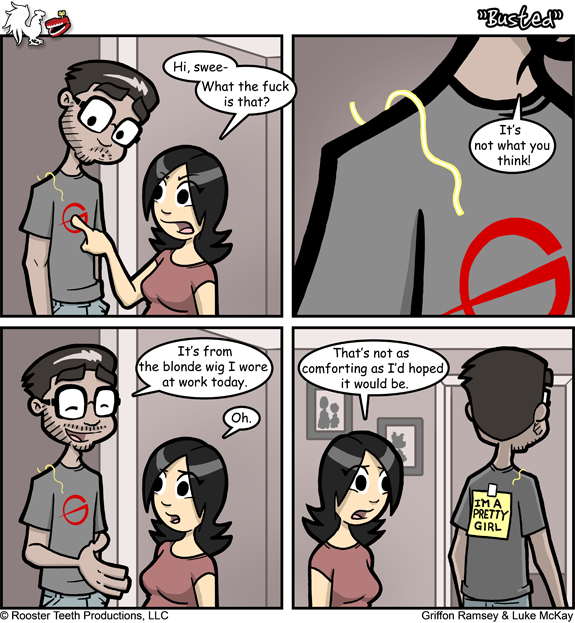 "Busted"
Hi, swee-
What the fuck
is that?
It's
not what you
think!
It's from
the blonde wig I wore
at work today.
Oh.
That's not as
comforting as I'd hoped
it would be.
I'M A
PRETTY
GIRL
© Rooster Teeth Productions, LLC
Griffon Ramsey & Luke McKay